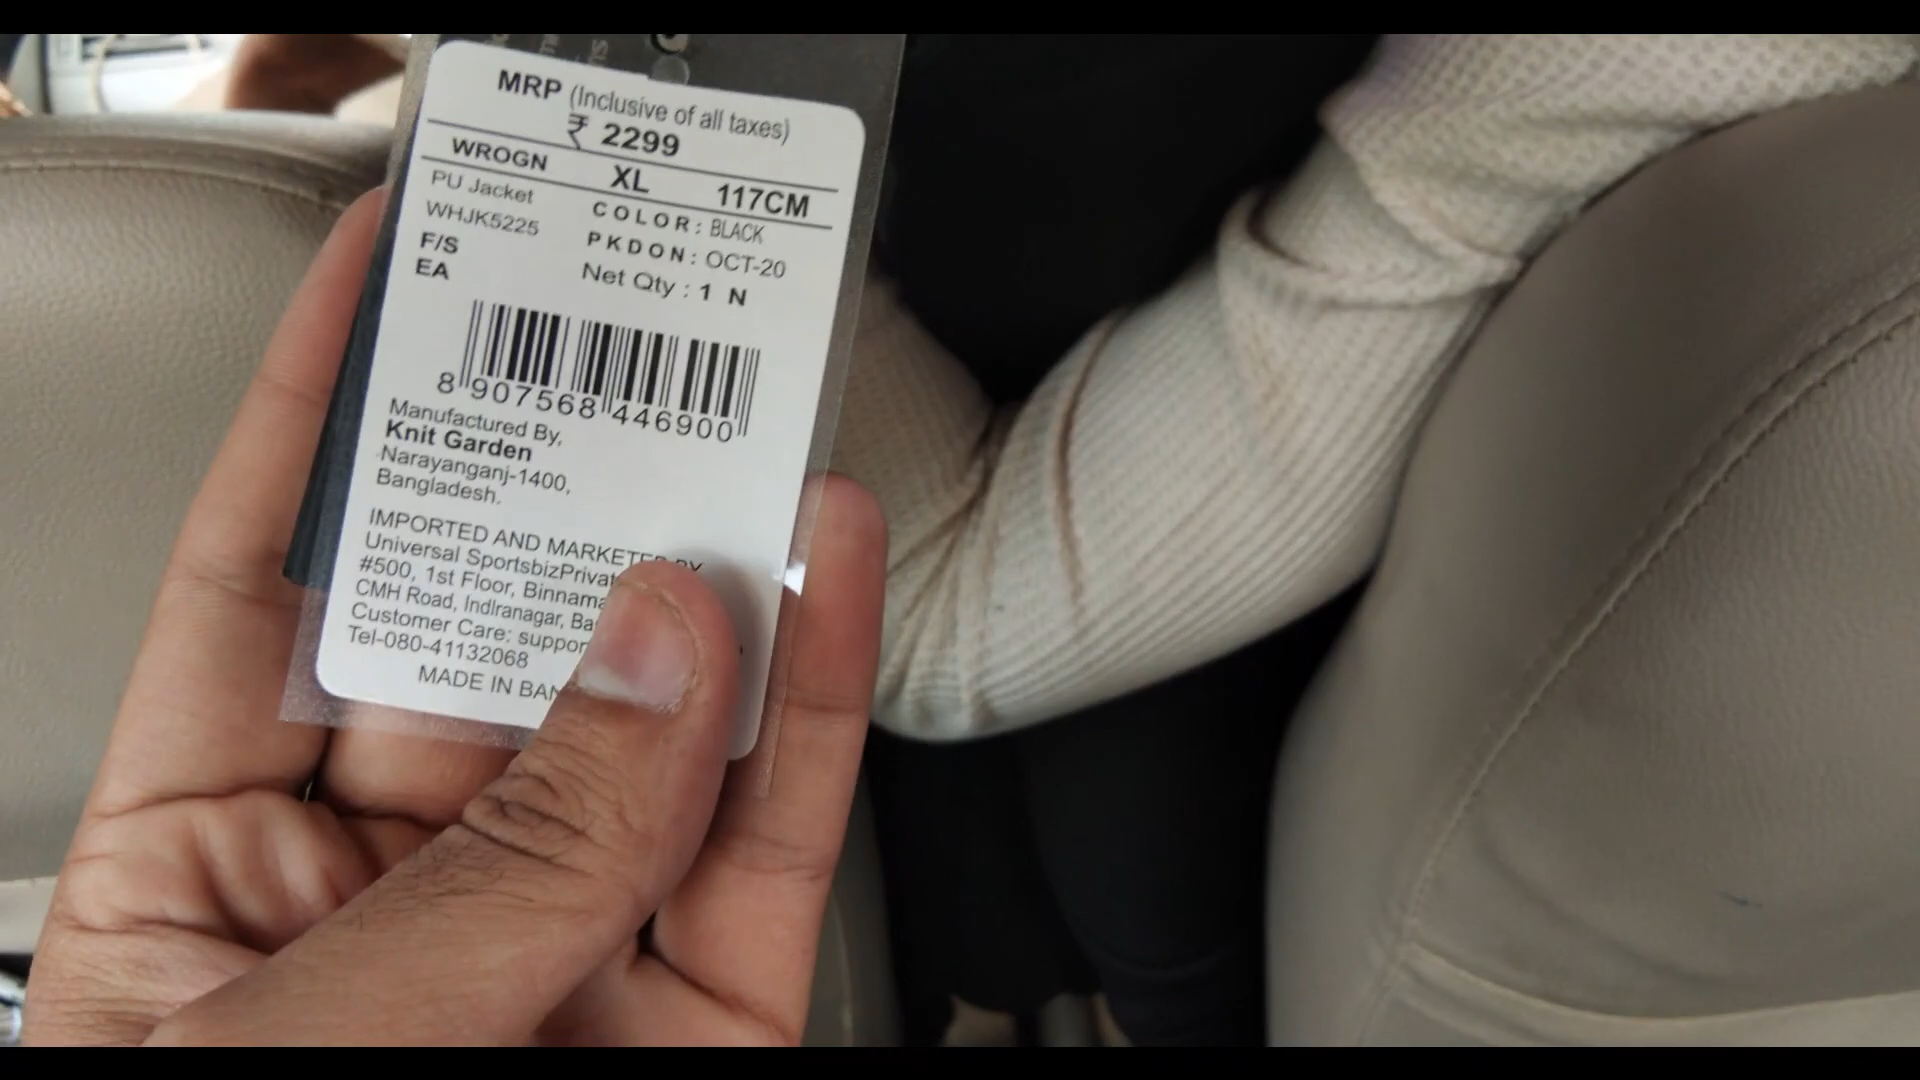 MRP (Inclusive of all taxes)
₹ 2299
WROGN XL 117CM
PU Jacket COLOR: BLACK
WHJK5225 PKDON: OCT-20
F/S Net Qty : 1 N
EA
8 907568 446900
Manufactured By,
Knit Garden
Narayanganj-1400,
Bangladesh.
IMPORTED AND MARKETED BY
Universal SportsbizPrivat
#500, 1st Floor, Binnama
CMH Road, Indiranagar, Ba
Customer Care: suppor
Tel-080-41132068
MADE IN BAN